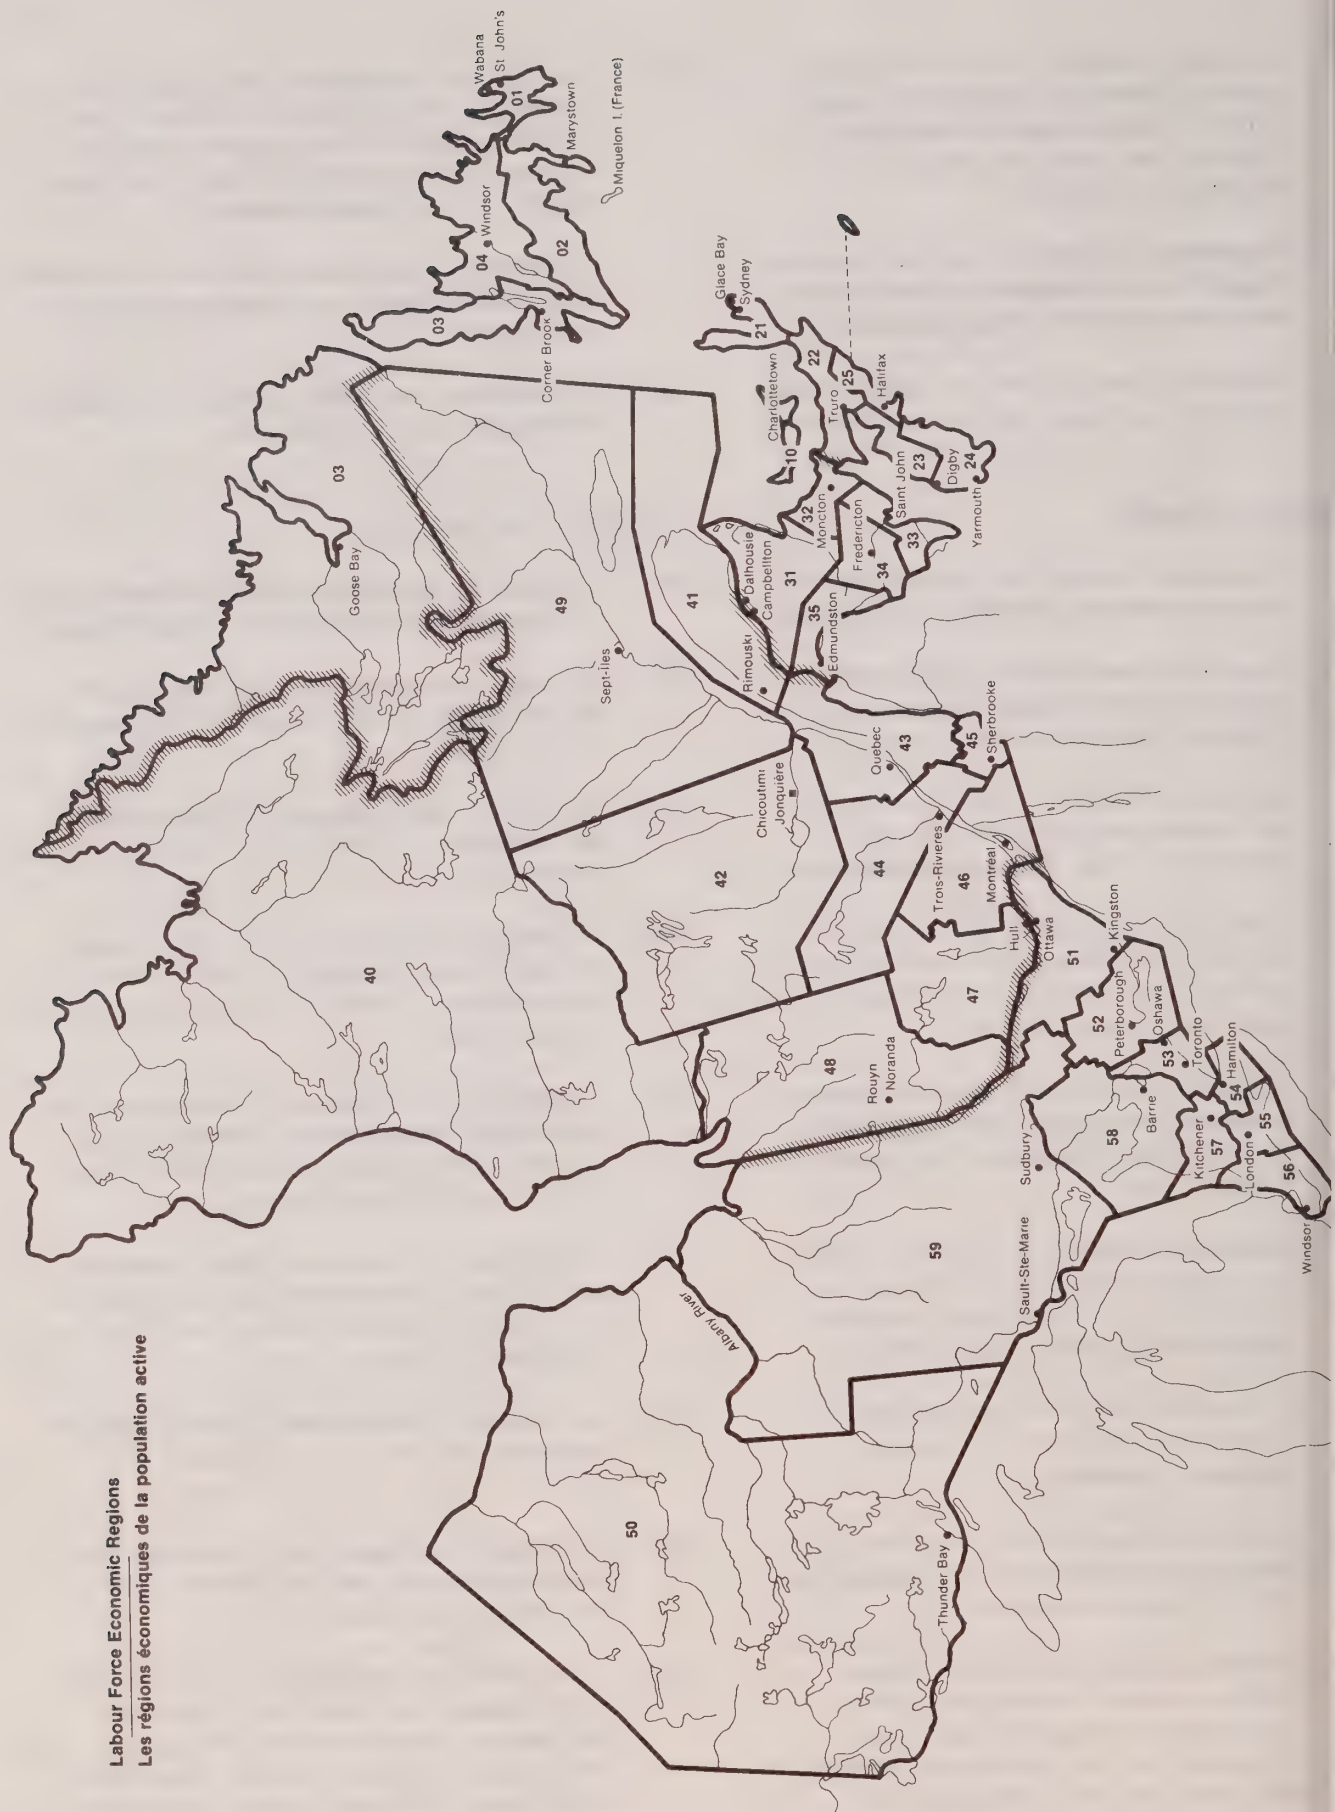 Labour Force Economic Regions
Les régions économiques de la population active
Wabana
St John's
01
Marystown
Miquelon I. (France)
04
Windsor
02
03
Corner Brook
03
Goose Bay
Glace Bay
Sydney
21
22
Charlottetown
10
25
Truro
Halifax
23
Digby
24
Yarmouth
Saint John
32
Moncton
Fredericton
33
34
31
Dalhousie
Campbellton
35
Edmundston
41
Rimouski
49
Sept-Iles
40
42
Chicoutimi
Jonquière
Quebec
43
45
Sherbrooke
44
Trois-Rivieres
46
Montréal
Hull
Ottawa
47
48
Rouyn
Noranda
51
Kingston
52
Peterborough
Oshawa
53
Toronto
Hamilton
54
55
56
57
Kitchener
London
Windsor
58
Barrie
Sudbury
59
Sault-Ste-Marie
Albany River
50
Thunder Bay